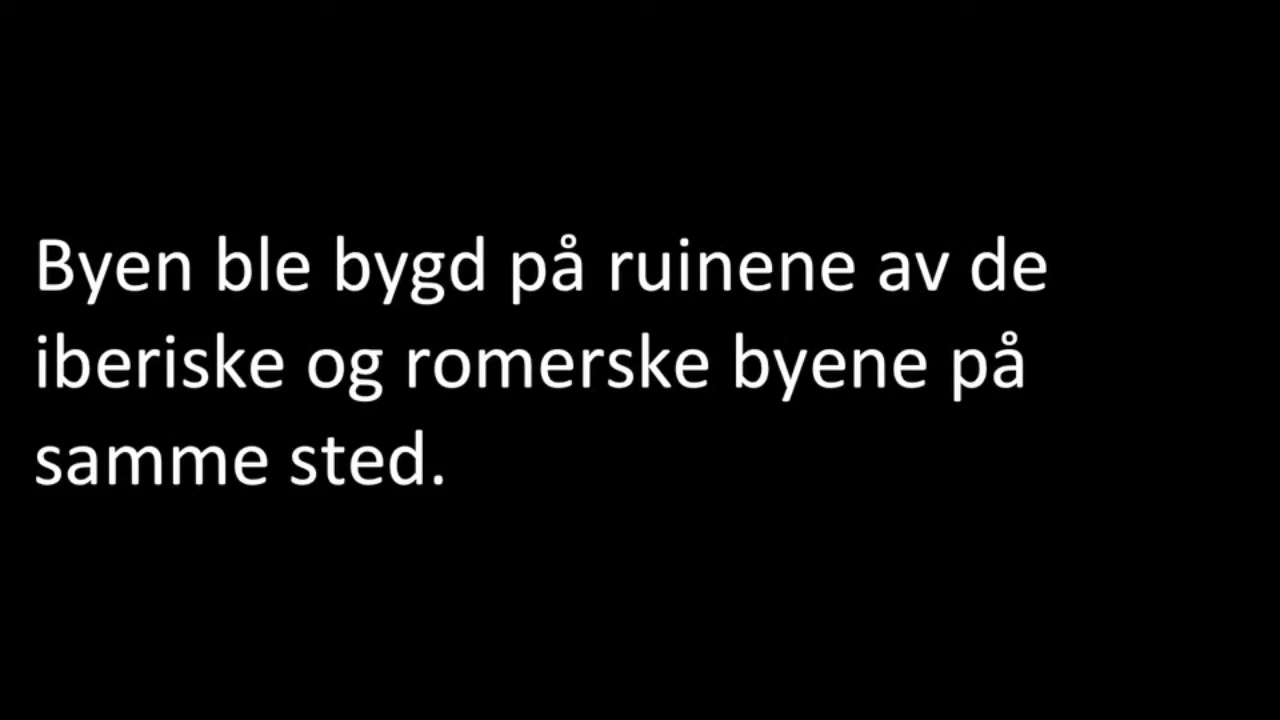 Byen ble bygd på ruinene av de
iberiske og romerske byene på
samme sted.